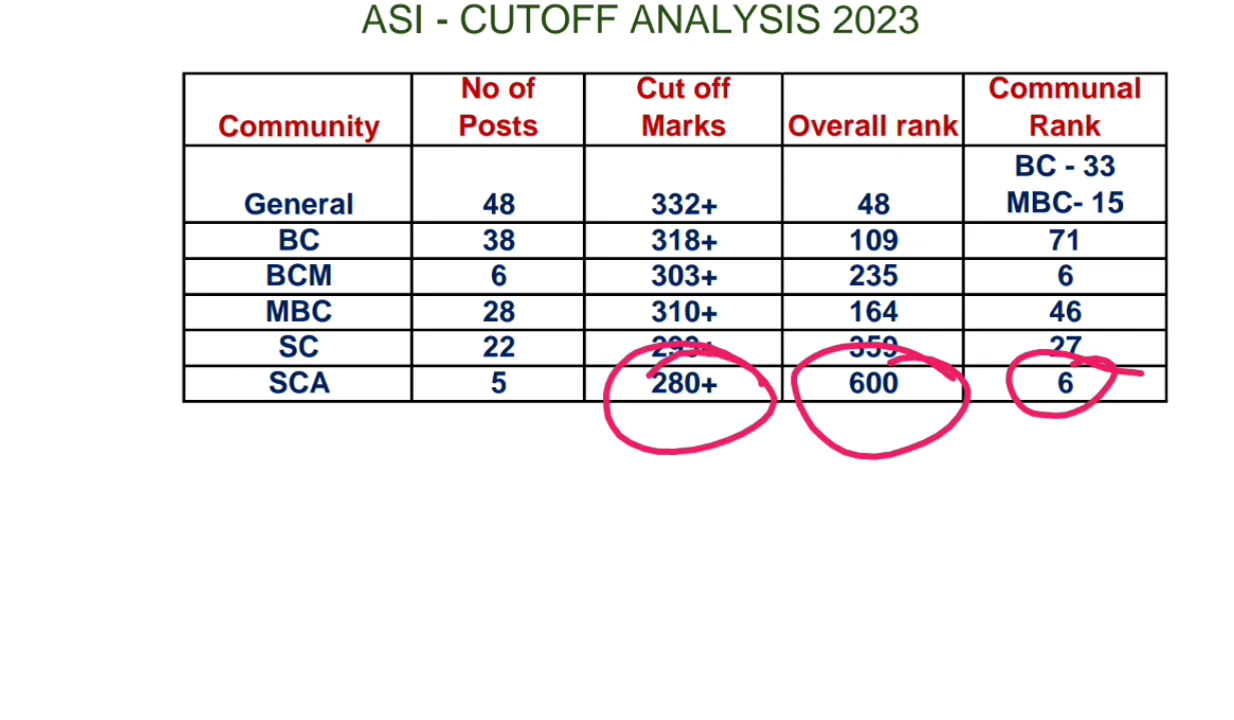 ASI - CUTOFF ANALYSIS 2023
Community No of Posts Cut off Marks Overall rank Communal Rank
General 48 332+ 48 BC - 33 MBC- 15
BC 38 318+ 109 71
BCM 6 303+ 235 6
MBC 28 310+ 164 46
SC 22 359 27
SCA 5 280+ 600 6